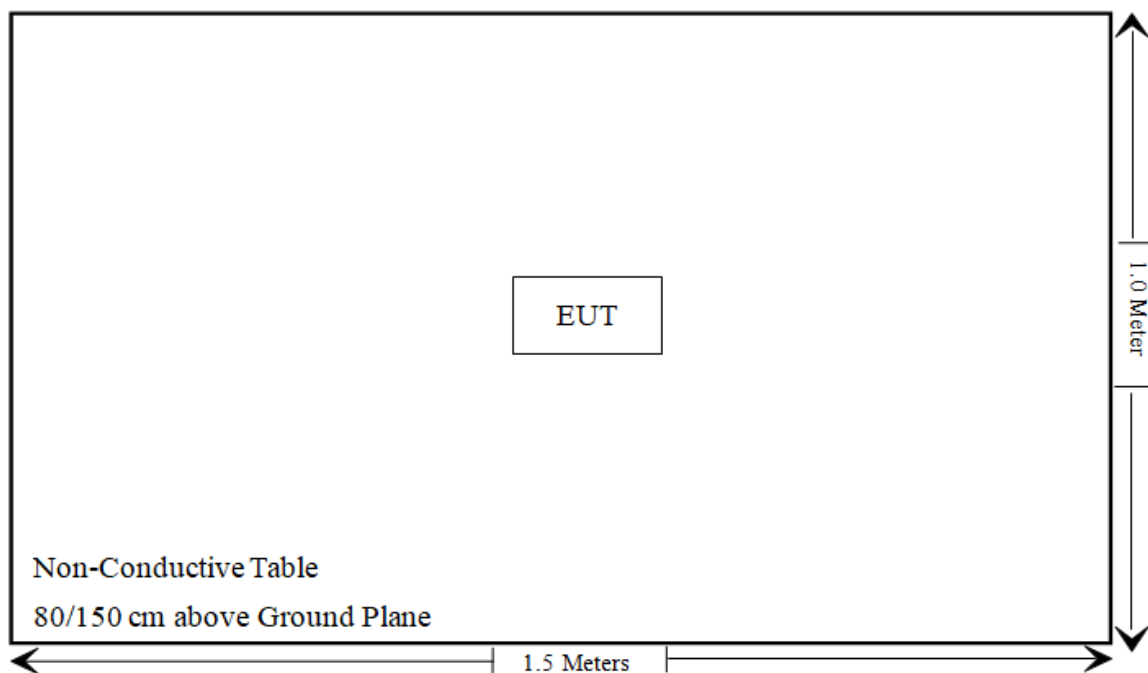 EUT
1.0 Meter
Non-Conductive Table
80/150 cm above Ground Plane
1.5 Meters